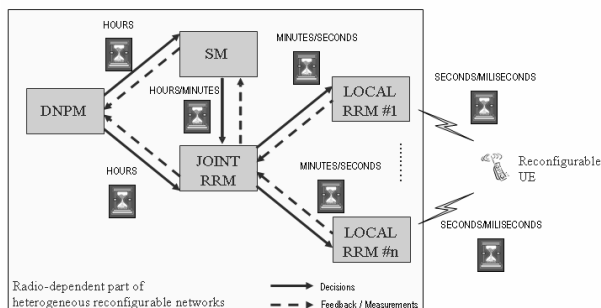 HOURS
SM
MINUTES/SECONDS
SECONDS/MILISECONDS
HOURS/MINUTES
LOCAL
RRM #1
DNPM
JOINT
RRM
MINUTES/SECONDS
Reconfigurable
UE
HOURS
LOCAL
RRM #n
SECONDS/MILISECONDS
Radio-dependent part of
heterogeneous reconfigurable networks
Decisions
Feedback / Measurements